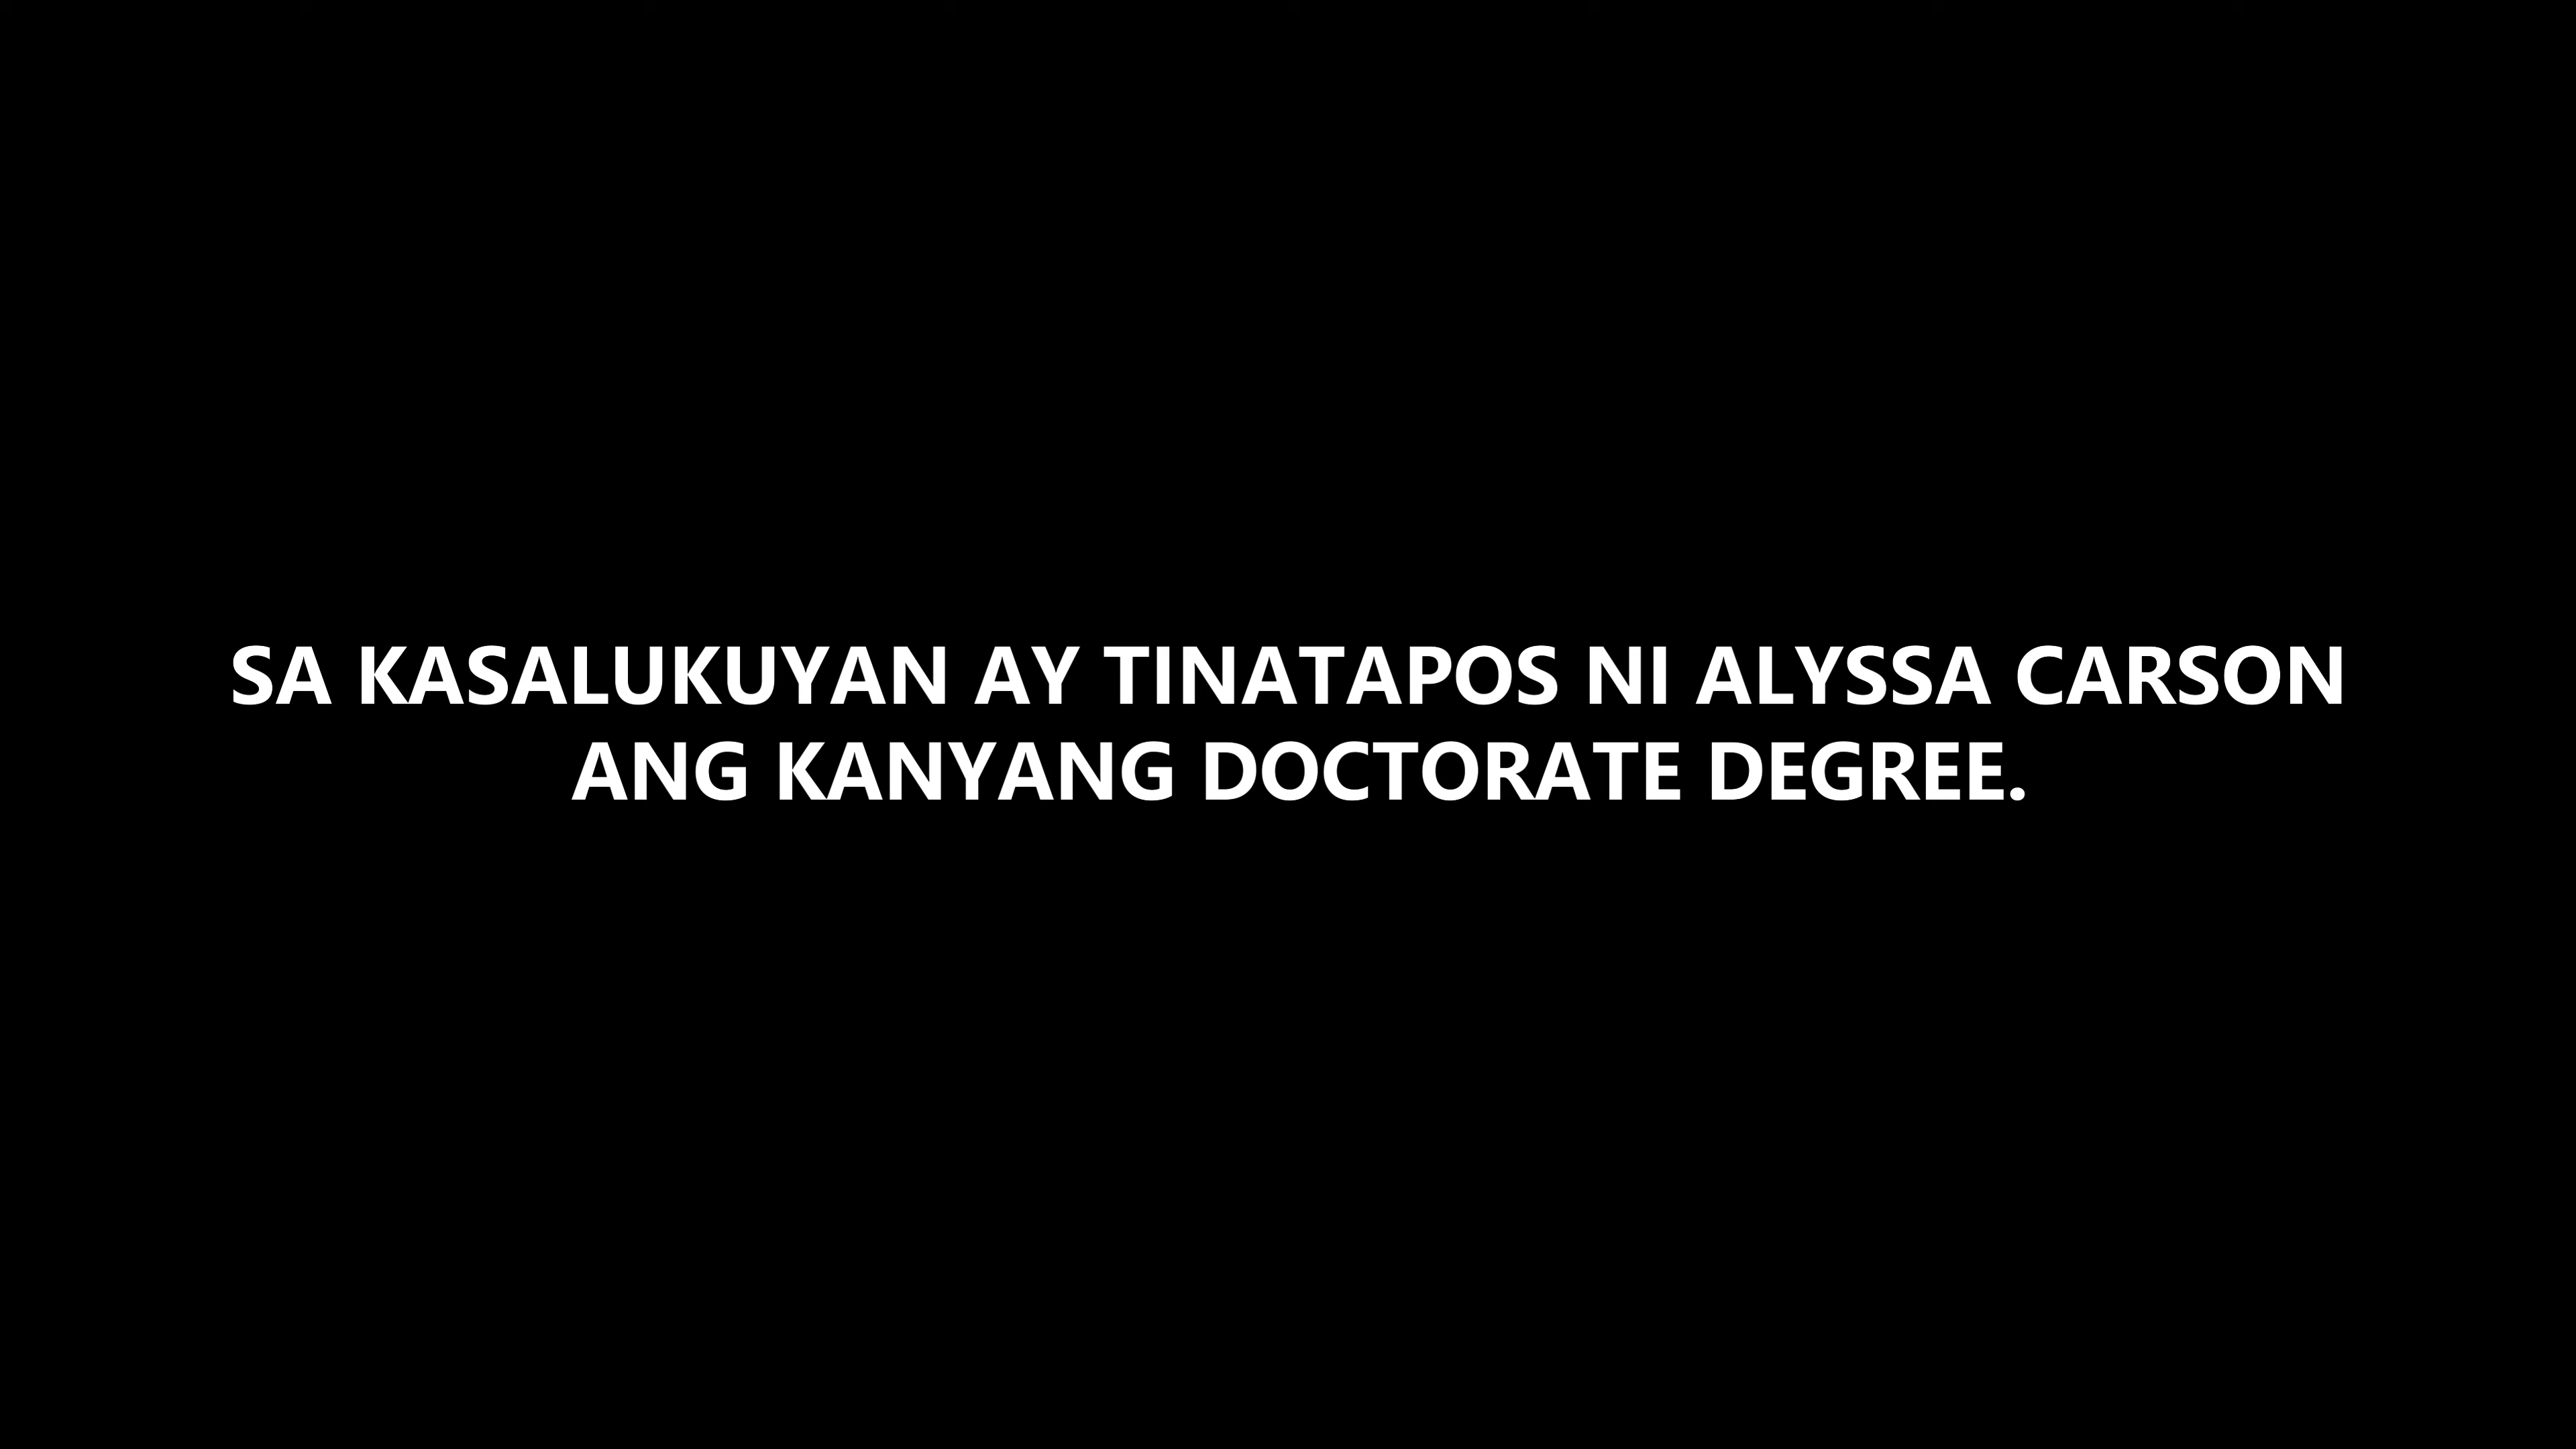 SA KASALUKUYAN AY TINATAPOS NI ALYSSA CARSON
ANG KANYANG DOCTORATE DEGREE.